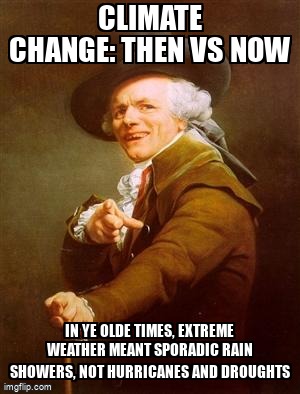 CLIMATE
CHANGE: THEN VS NOW
IN YE OLDE TIMES, EXTREME
WEATHER MEANT SPORADIC RAIN
SHOWERS, NOT HURRICANES AND DROUGHTS
imgflip.com